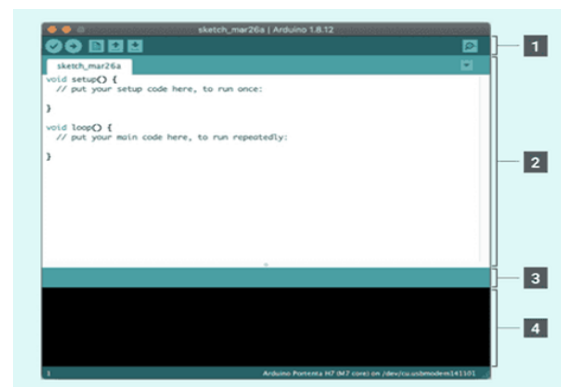 sketch_mar26a | Arduino 1.8.12
1
sketch_mar26a
void setup() {
// put your setup code here, to run once:
}
void loop() {
// put your main code here, to run repeatedly:
}
2
3
4
1
Arduino Portenta H7 (M7 core) on /dev/cu.usbmodem141101